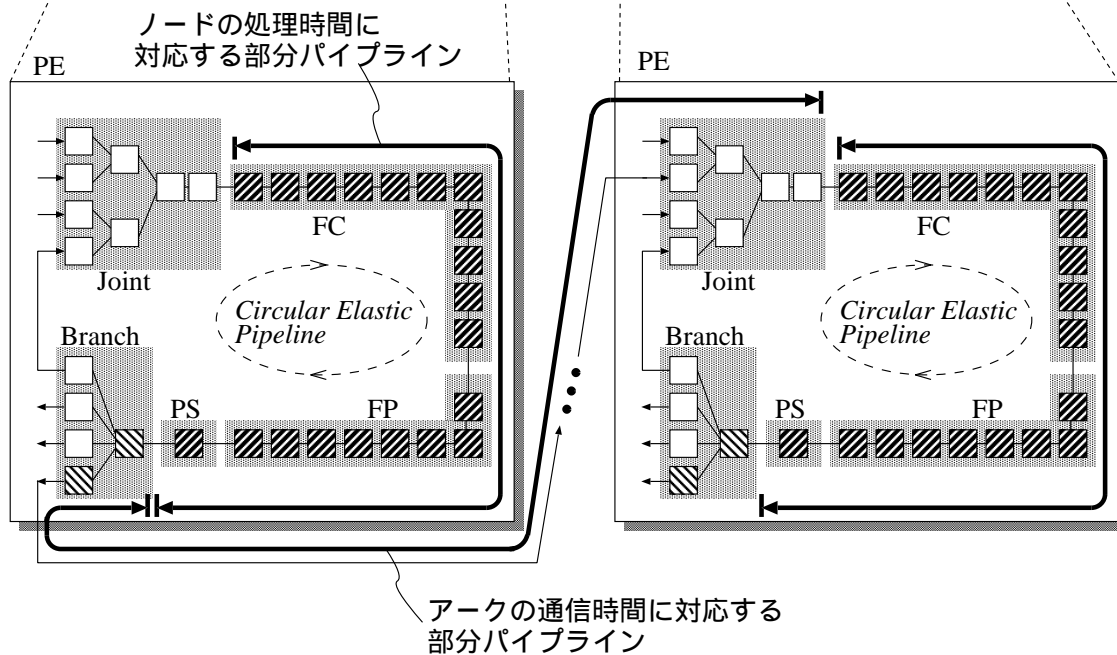 ノードの処理時間に
対応する部分パイプライン
PE
FC
Joint
Circular Elastic
Pipeline
Branch
PS
FP
PE
FC
Joint
Circular Elastic
Pipeline
Branch
PS
FP
アークの通信時間に対応する
部分パイプライン